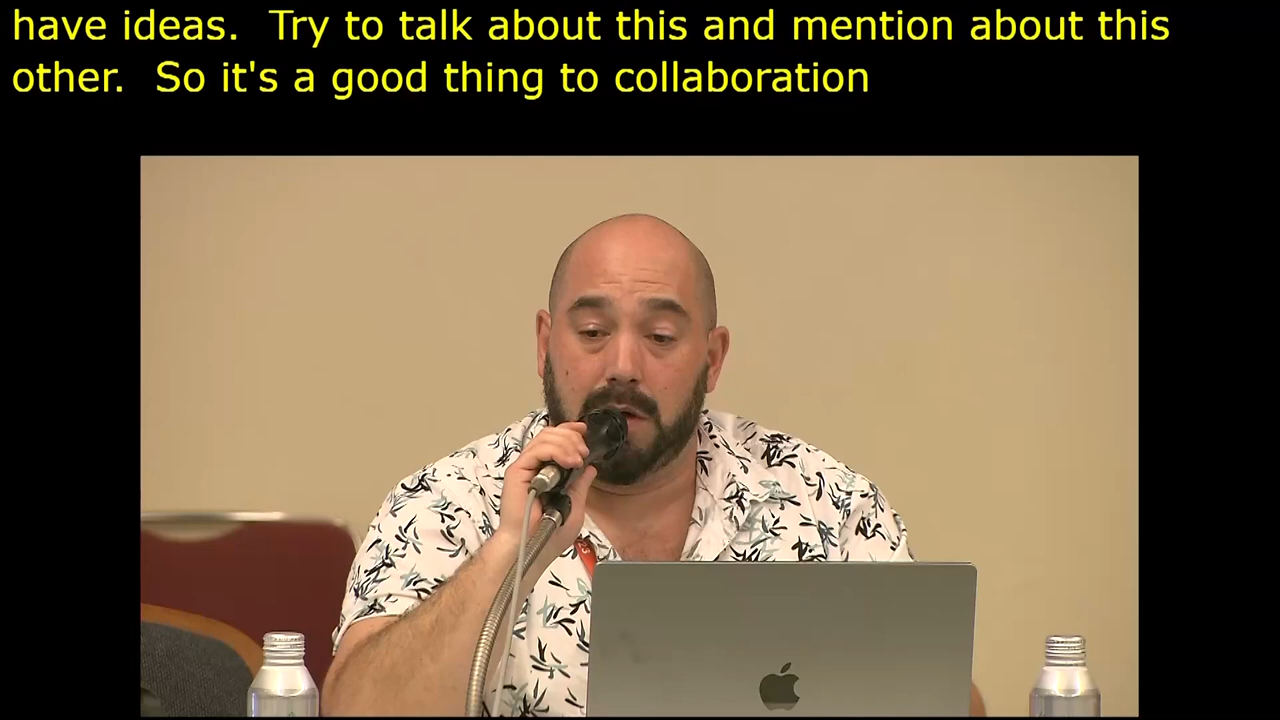 have ideas.  Try to talk about this and mention about this
other.  So it's a good thing to collaboration